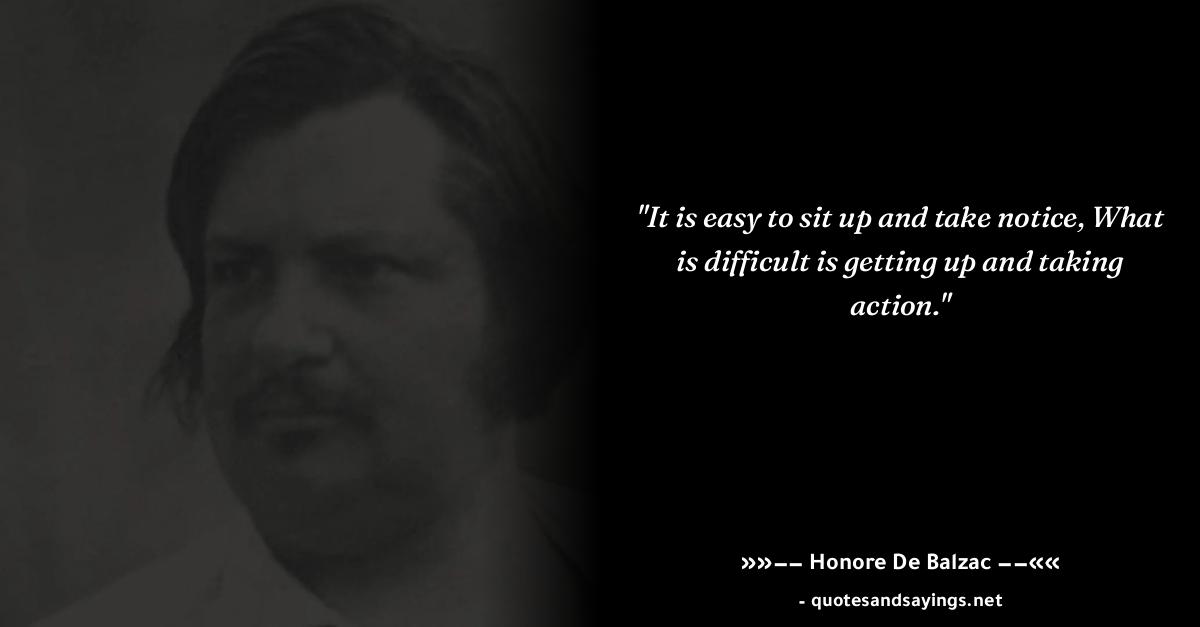 "It is easy to sit up and take notice, What
is difficult is getting up and taking
action."
»»–– Honore De Balzac ––««
- quotesandsayings.net